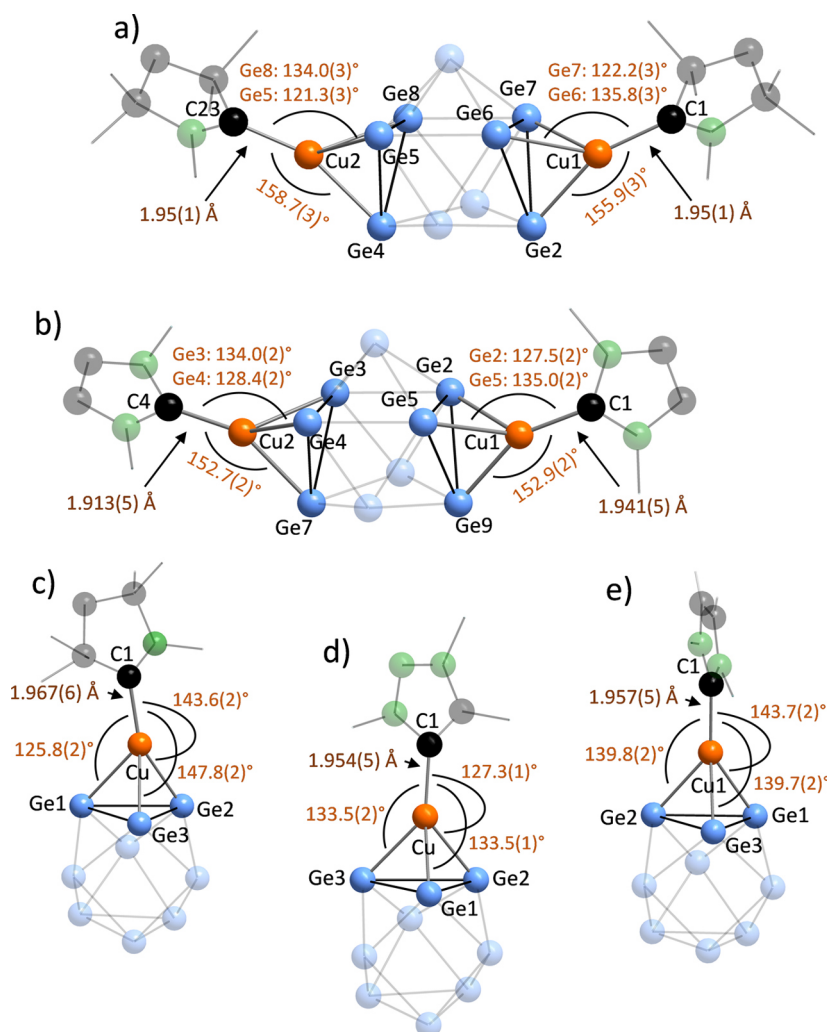 a)
Ge8: 134.0(3)°
Ge5: 121.3(3)°
Ge7: 122.2(3)°
Ge6: 135.8(3)°
C23
Ge8
Ge7
Ge6
C1
Cu2
Ge5
Cu1
158.7(3)°
155.9(3)°
1.95(1) Å
1.95(1) Å
Ge4
Ge2
b)
Ge3: 134.0(2)°
Ge4: 128.4(2)°
Ge2: 127.5(2)°
Ge5: 135.0(2)°
Ge3
Ge2
C4
Ge5
C1
Cu2
Ge4
Cu1
152.7(2)°
152.9(2)°
1.913(5) Å
1.941(5) Å
Ge7
Ge9
c)
C1
1.967(6) Å
143.6(2)°
125.8(2)°
Cu
147.8(2)°
Ge1
Ge2
Ge3
d)
C1
1.954(5) Å
127.3(1)°
133.5(2)°
Cu
133.5(1)°
Ge3
Ge2
Ge1
e)
C1
1.957(5) Å
143.7(2)°
139.8(2)°
Cu1
139.7(2)°
Ge2
Ge1
Ge3